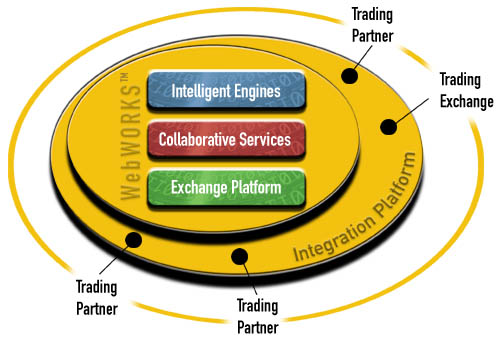 Trading
Partner
Trading
Exchange
WebWORKS™
Intelligent Engines
Collaborative Services
Exchange Platform
Integration Platform
Trading
Partner
Trading
Partner